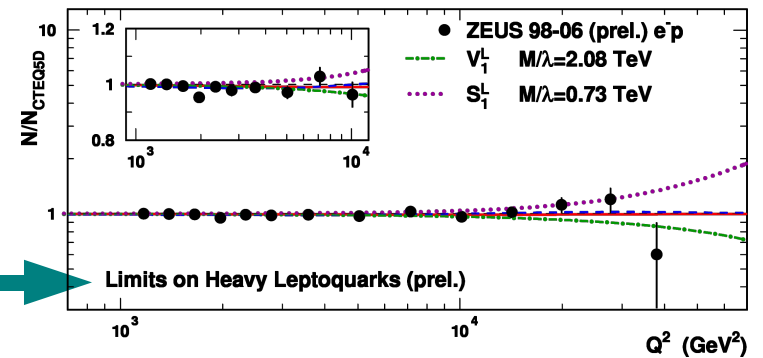 10
ZEUS 98-06 (prel.) e⁻p
V₁ᴸ M/λ=2.08 TeV
S₁ᴸ M/λ=0.73 TeV
N/N_CTEQ5D
1.2
1
0.8
10³
10⁴
1
Limits on Heavy Leptoquarks (prel.)
10³
10⁴
Q² (GeV²)